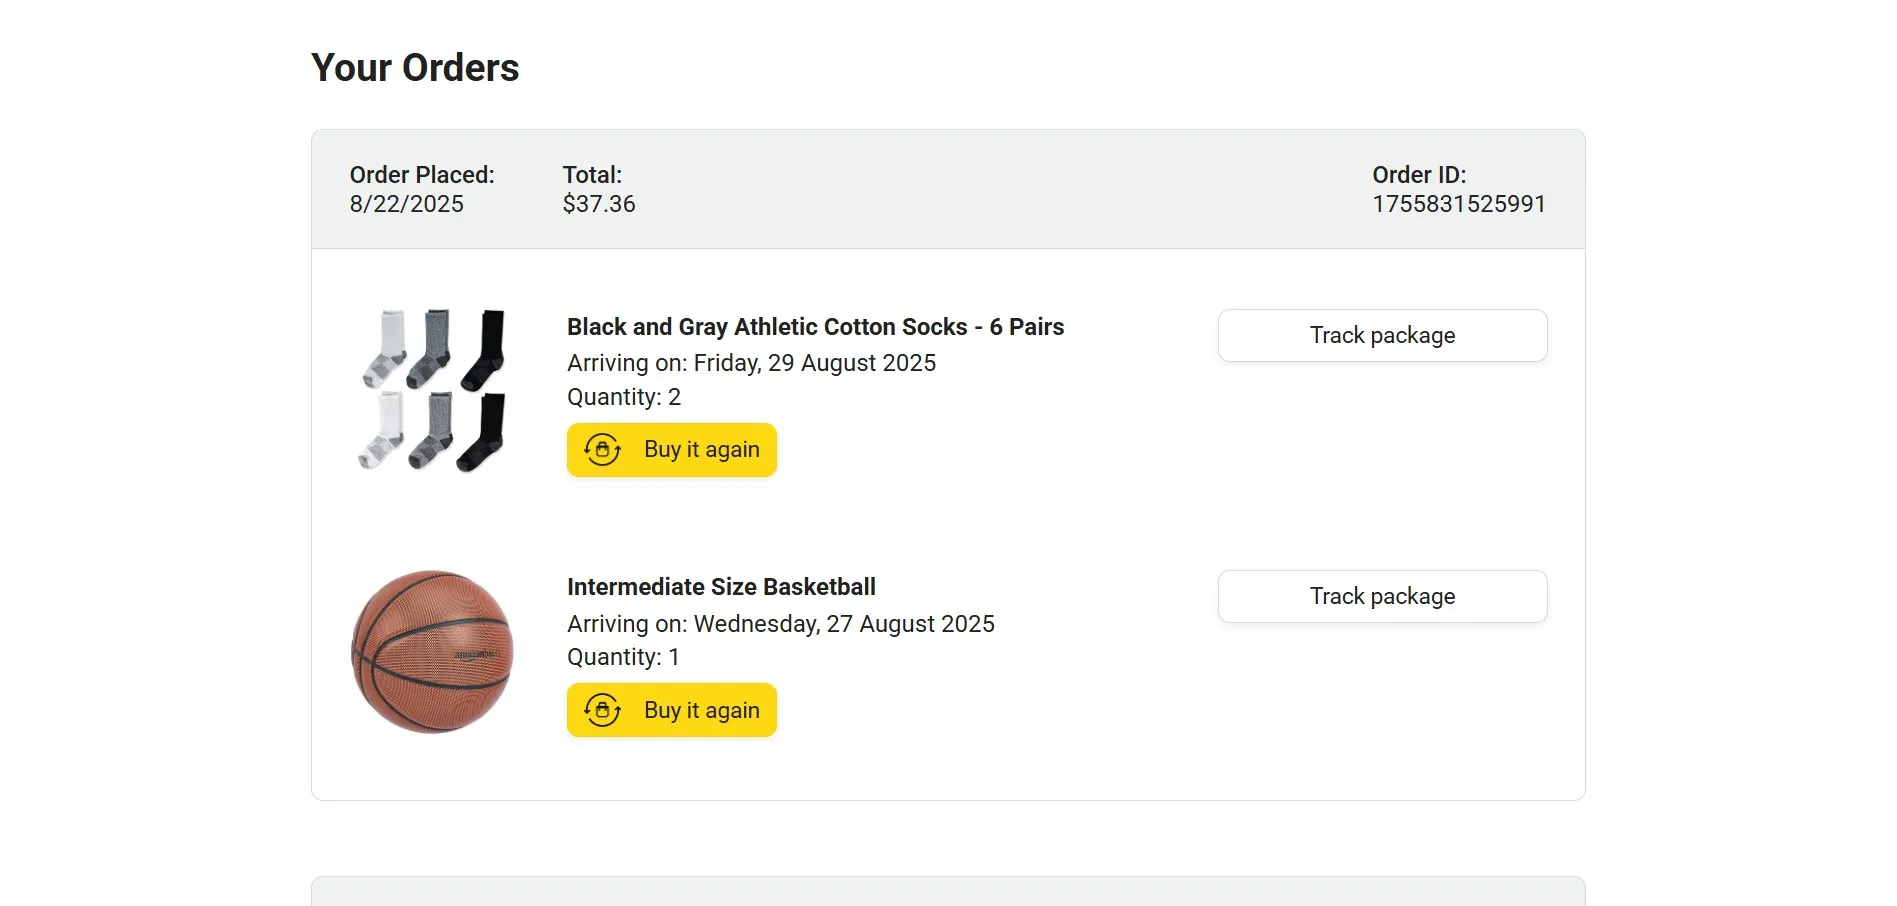 Your Orders
Order Placed:
8/22/2025
Total:
$37.36
Order ID:
1755831525991
Black and Gray Athletic Cotton Socks - 6 Pairs
Arriving on: Friday, 29 August 2025
Quantity: 2
Buy it again
Track package
Intermediate Size Basketball
Arriving on: Wednesday, 27 August 2025
Quantity: 1
Buy it again
Track package